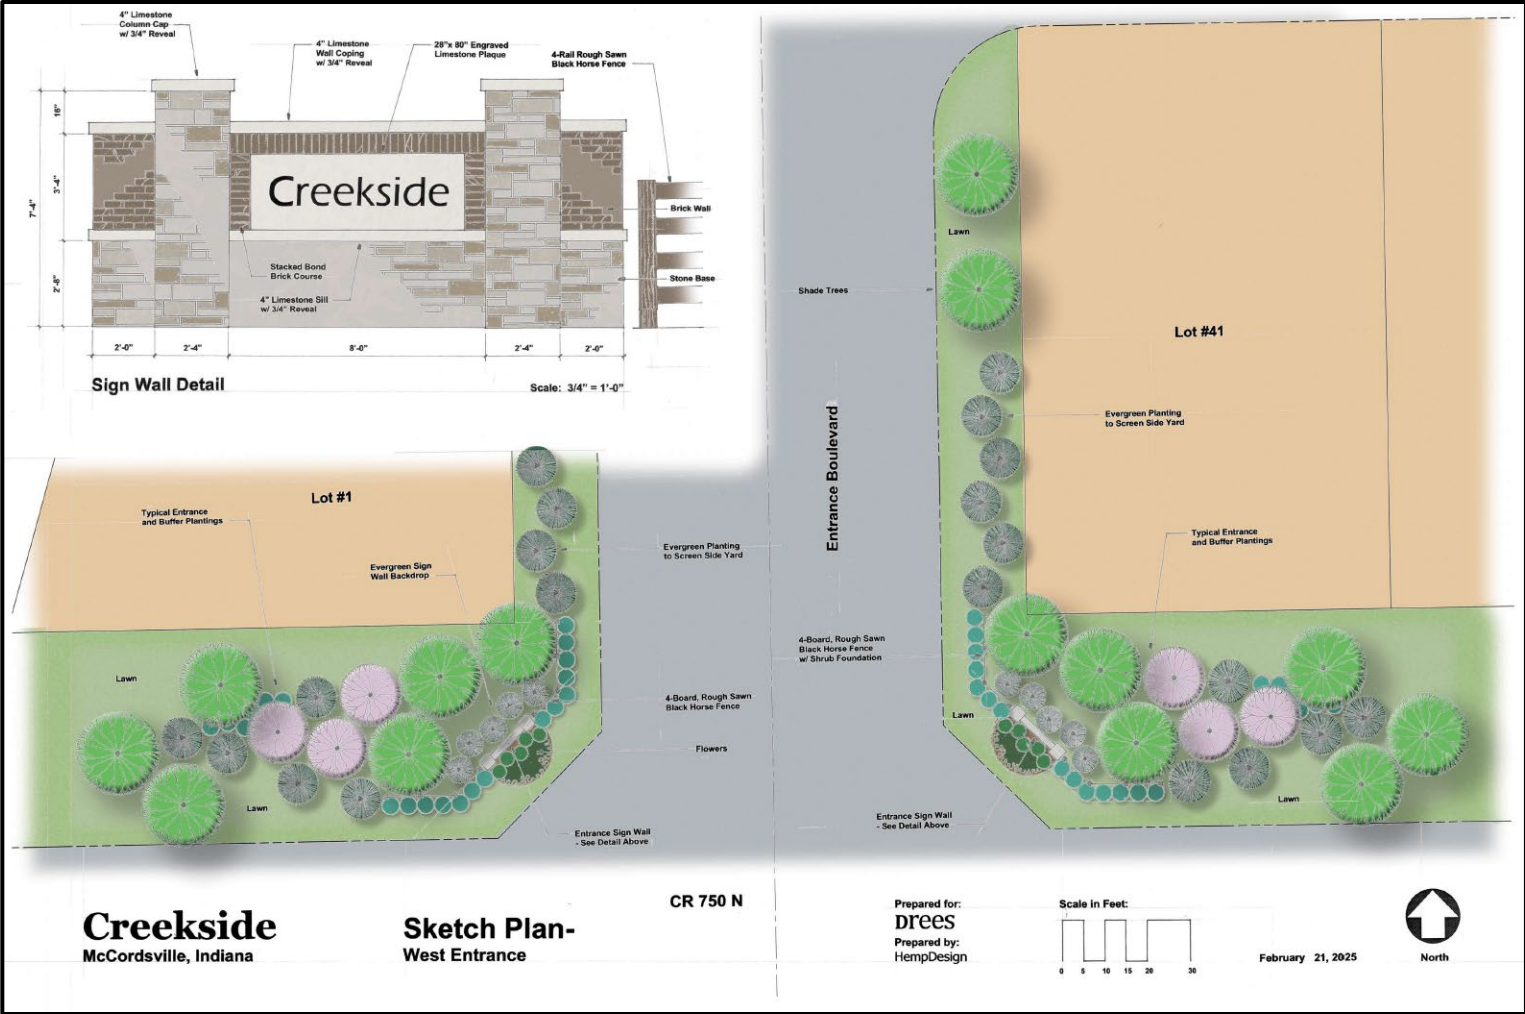 4" Limestone
Column Cap
w/ 3/4" Reveal
4" Limestone
Wall Coping
w/ 3/4" Reveal
28"x 80" Engraved
Limestone Plaque
4-Rail Rough Sawn
Black Horse Fence
16"
3'-4"
7'-4"
2'-8"
Creekside
Brick Wall
Stacked Bond
Brick Course
Stone Base
4" Limestone Sill
w/ 3/4" Reveal
2'-0"
2'-4"
8'-0"
2'-4"
2'-0"
Sign Wall Detail
Scale: 3/4" = 1'-0"
Lawn
Shade Trees
Lot #41
Evergreen Planting
to Screen Side Yard
Entrance Boulevard
Lot #1
Typical Entrance
and Buffer Plantings
Evergreen Sign
Wall Backdrop
Evergreen Planting
to Screen Side Yard
Typical Entrance
and Buffer Plantings
4-Board, Rough Sawn
Black Horse Fence
w/ Shrub Foundation
Lawn
4-Board, Rough Sawn
Black Horse Fence
Lawn
Flowers
Lawn
Lawn
Entrance Sign Wall
- See Detail Above
Entrance Sign Wall
- See Detail Above
CR 750 N
Creekside
McCordsville, Indiana
Sketch Plan-
West Entrance
Prepared for:
Drees
Prepared by:
HempDesign
Scale in Feet:
0 5 10 15 20 30
February 21, 2025
North